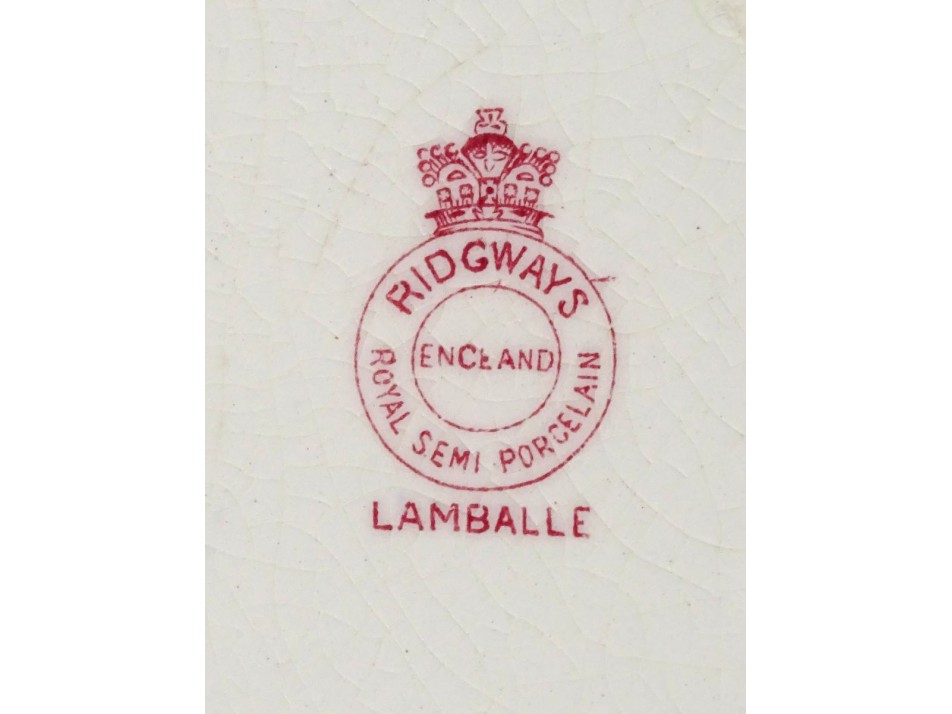 RIDGWAYS
ENGLAND
ROYAL SEMI PORCELAIN
LAMBALLE